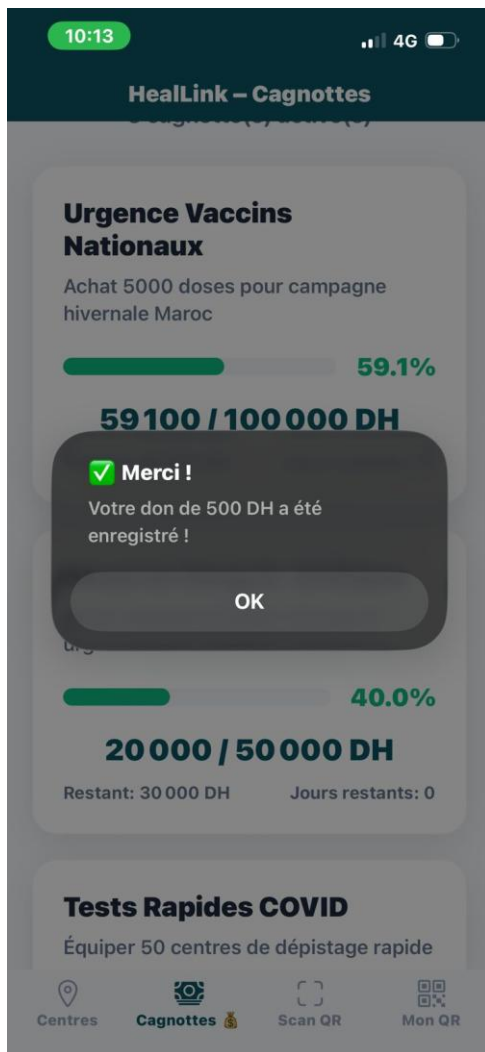 10:13
4G
HealLink – Cagnottes
Urgence Vaccins
Nationaux
Achat 5000 doses pour campagne
hivernale Maroc
59.1%
59 100 / 100 000 DH
✅ Merci !
Votre don de 500 DH a été
enregistré !
OK
40.0%
20 000 / 50 000 DH
Restant: 30 000 DH Jours restants: 0
Tests Rapides COVID
Équiper 50 centres de dépistage rapide
Centres Cagnottes 💰 Scan QR Mon QR